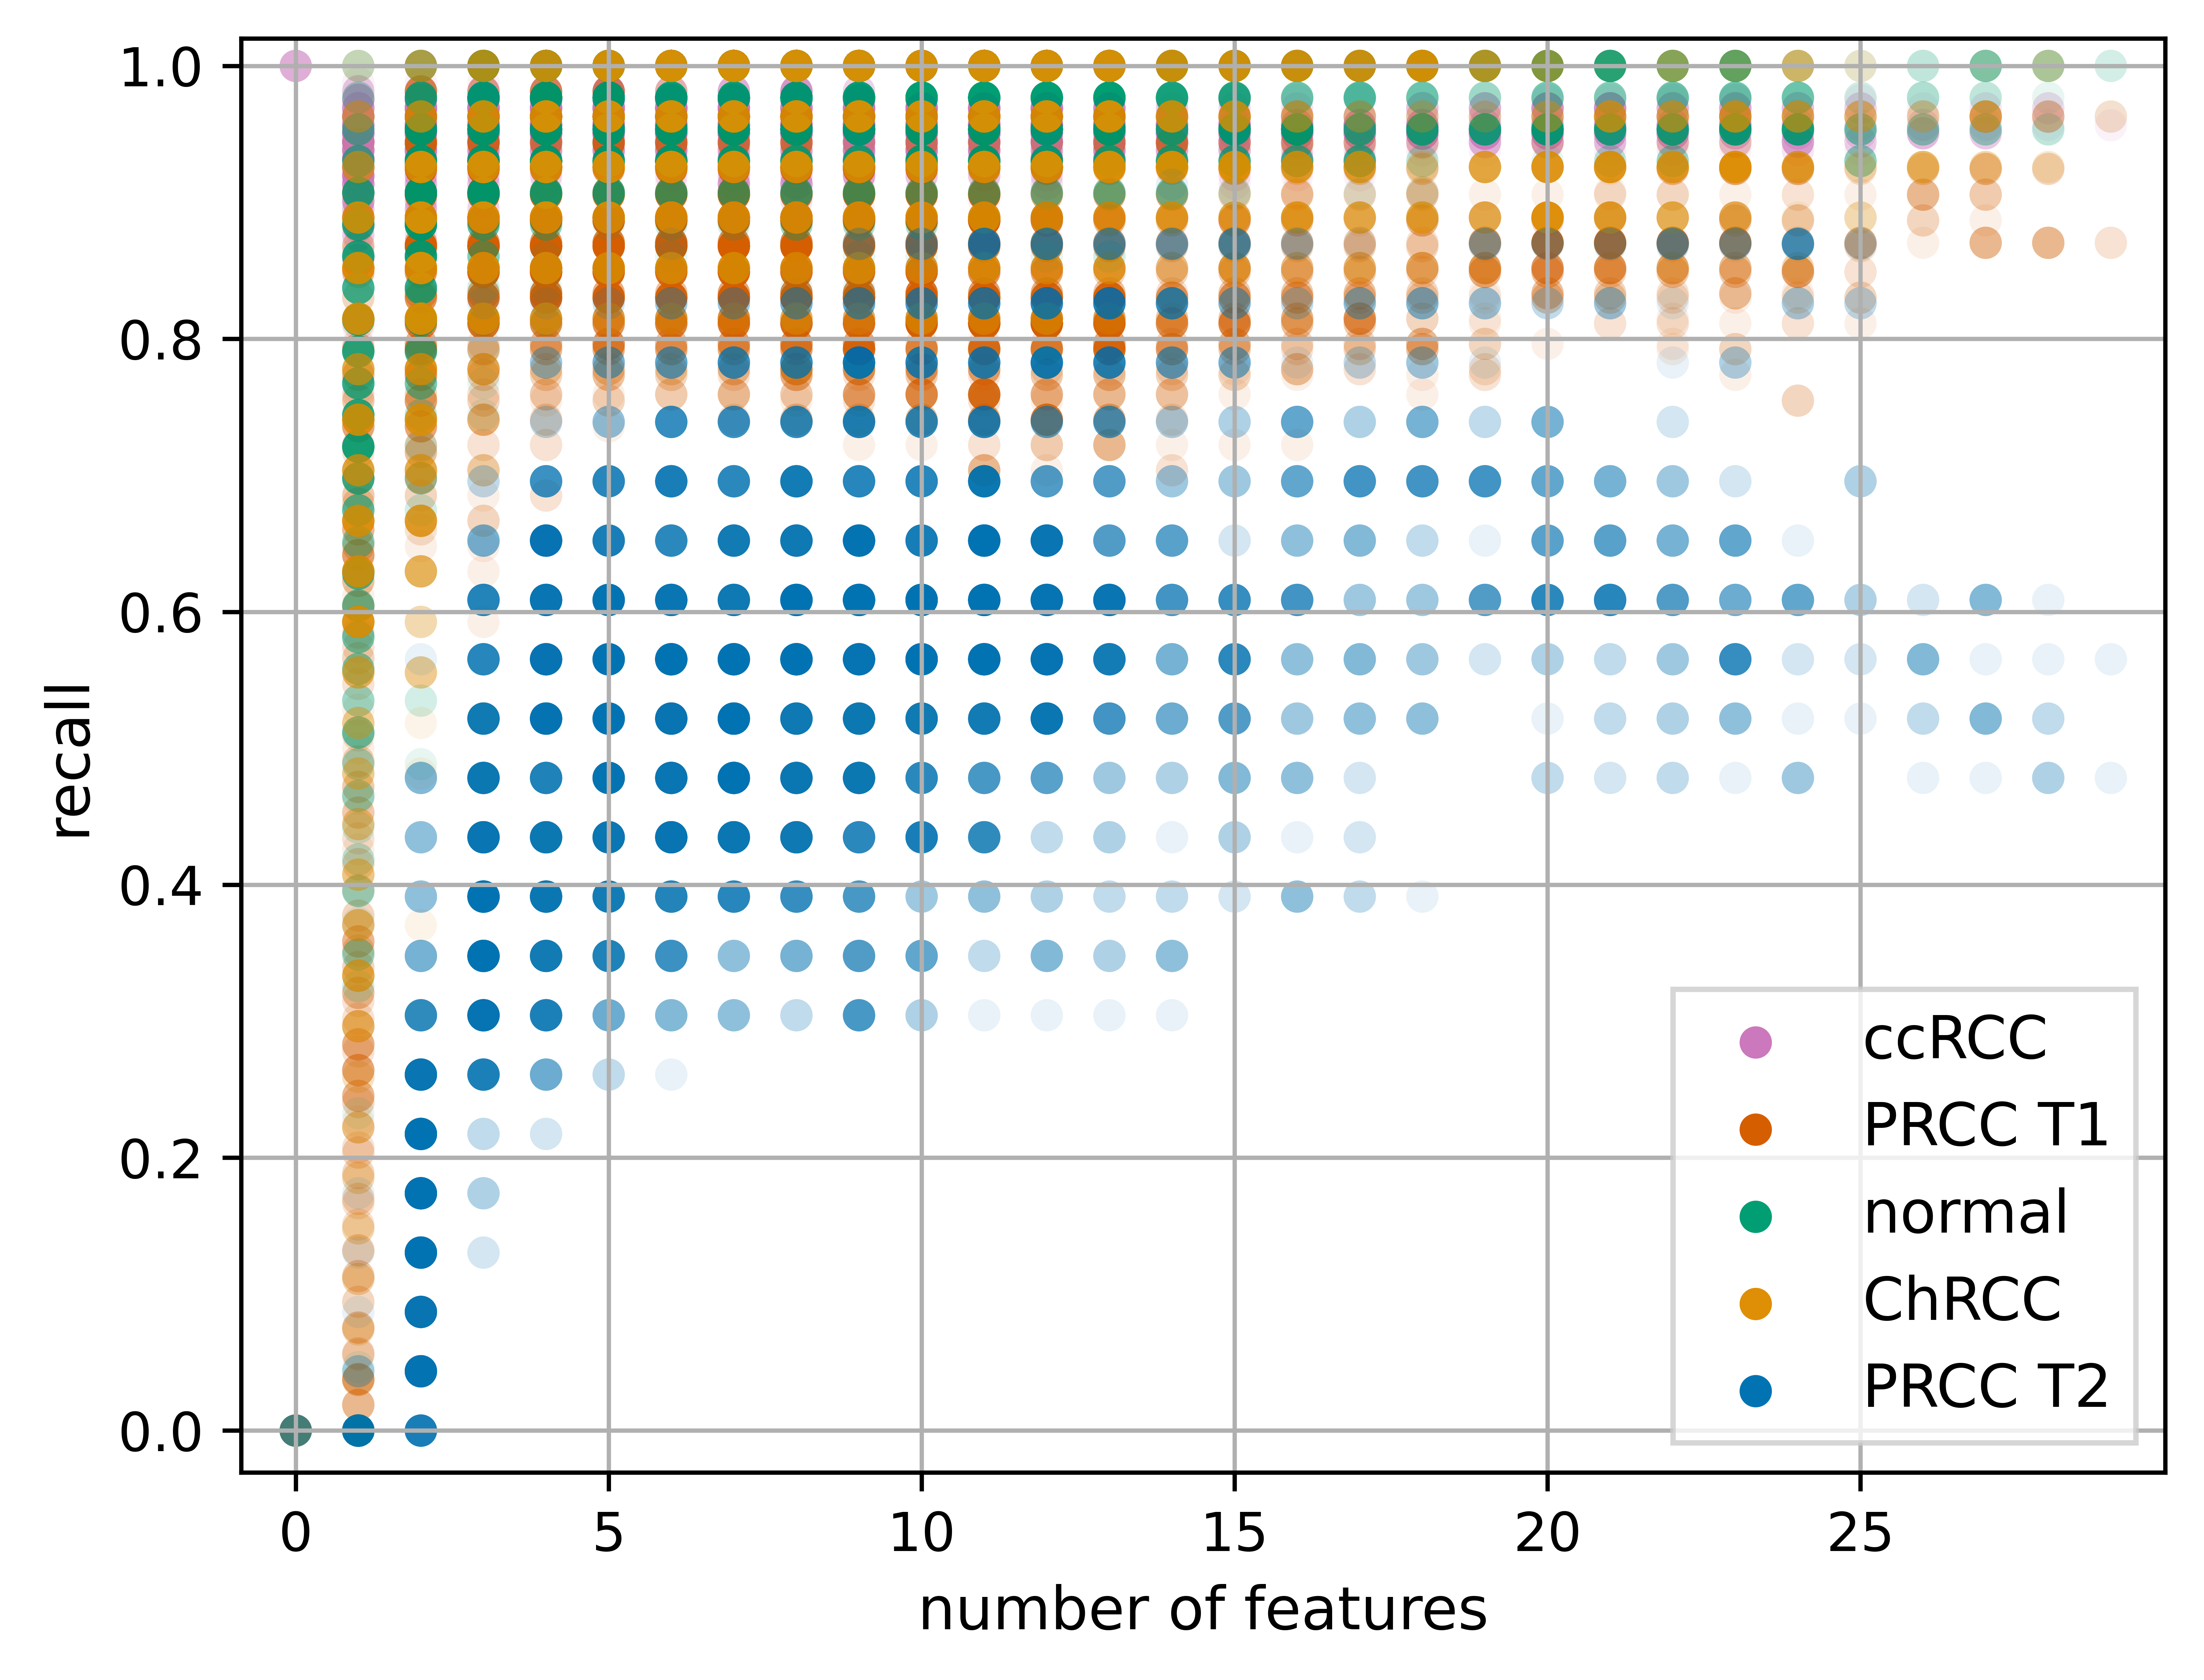 1.0
0.8
0.6
0.4
0.2
0.0
recall
ccRCC
PRCC T1
normal
ChRCC
PRCC T2
0 5 10 15 20 25
number of features